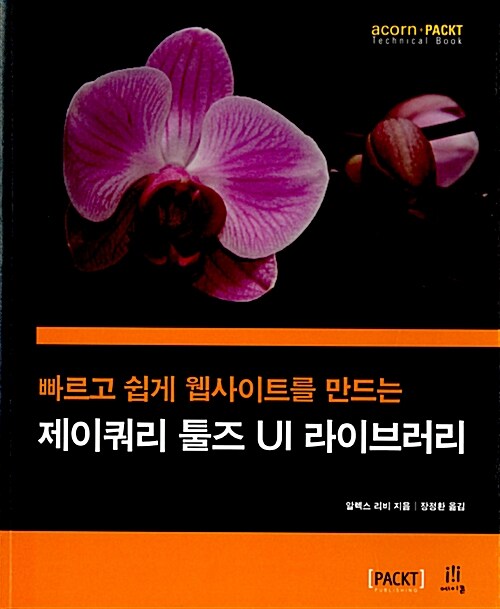 acorn·PACKT
Technical Book
빠르고 쉽게 웹사이트를 만드는
제이쿼리 툴즈 UI 라이브러리
알렉스 리비 지음 | 장정환 옮김
[PACKT]
PUBLISHING
에이콘